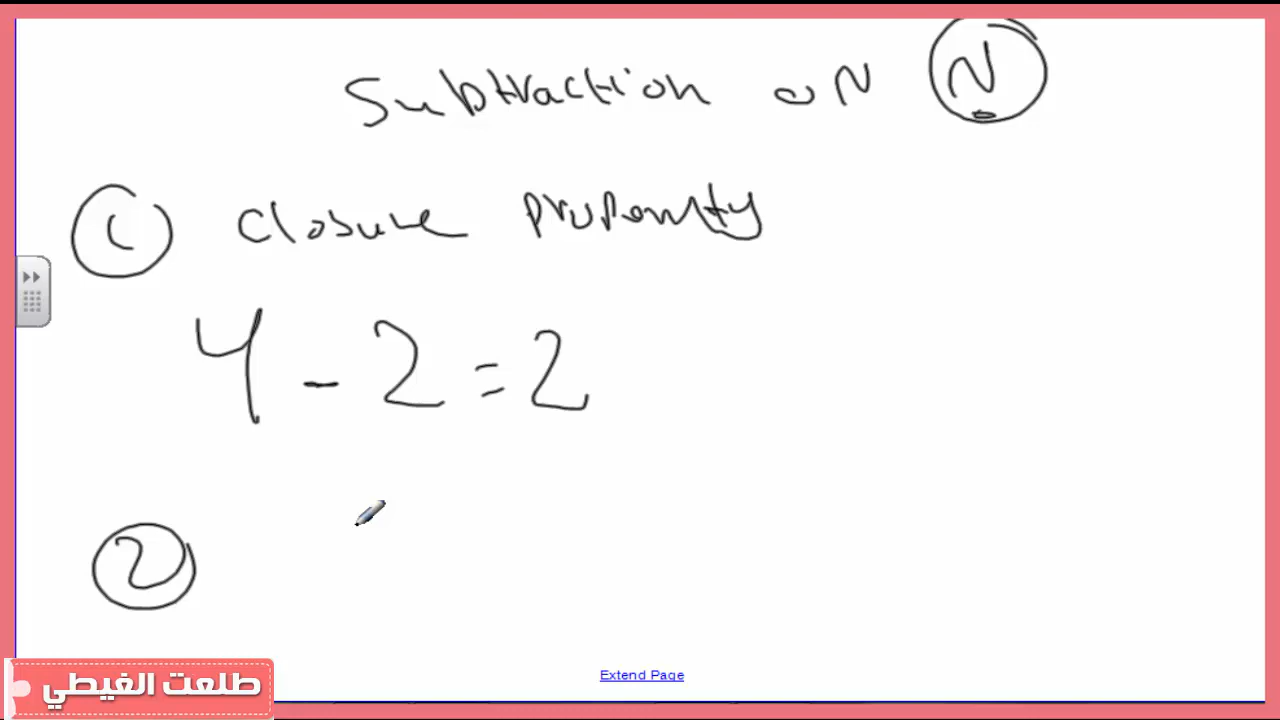 Subtraction on N
1 closure property
4 - 2 = 2
2
Extend Page
طلعت الغيطي